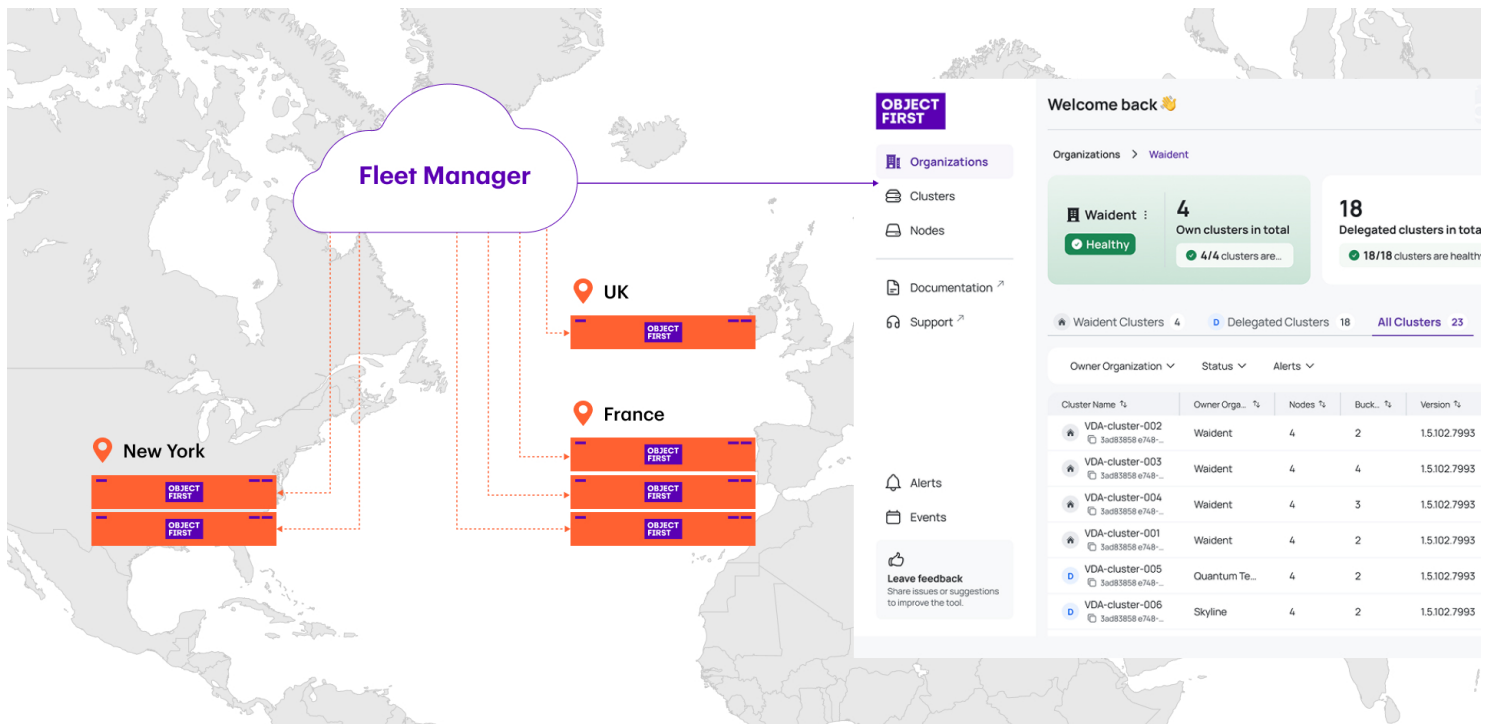 Fleet Manager
UK
OBJECT
FIRST
France
OBJECT
FIRST
OBJECT
FIRST
OBJECT
FIRST
New York
OBJECT
FIRST
OBJECT
FIRST
OBJECT
FIRST
Organizations
Clusters
Nodes
Documentation
Support
Alerts
Events
Leave feedback
Share issues or suggestions
to improve the tool.
Welcome back 👋
Organizations > Waident
Waident
Healthy
4
Own clusters in total
4/4 clusters are...
18
Delegated clusters in tota
18/18 clusters are health
Waident Clusters 4 D Delegated Clusters 18 All Clusters 23
Owner Organization Status Alerts
Cluster Name Owner Orga... Nodes Buck... Version
VDA-cluster-002 Waident 4 2 1.5.102.7993
3ad83858 e748-...
VDA-cluster-003 Waident 4 4 1.5.102.7993
3ad83858 e748-...
VDA-cluster-004 Waident 4 3 1.5.102.7993
3ad83858 e748-...
VDA-cluster-001 Waident 4 2 1.5.102.7993
3ad83858 e748-...
D VDA-cluster-005 Quantum Te... 4 2 1.5.102.7993
3ad83858 e748-...
D VDA-cluster-006 Skyline 4 2 1.5.102.7993
3ad83858 e748-...